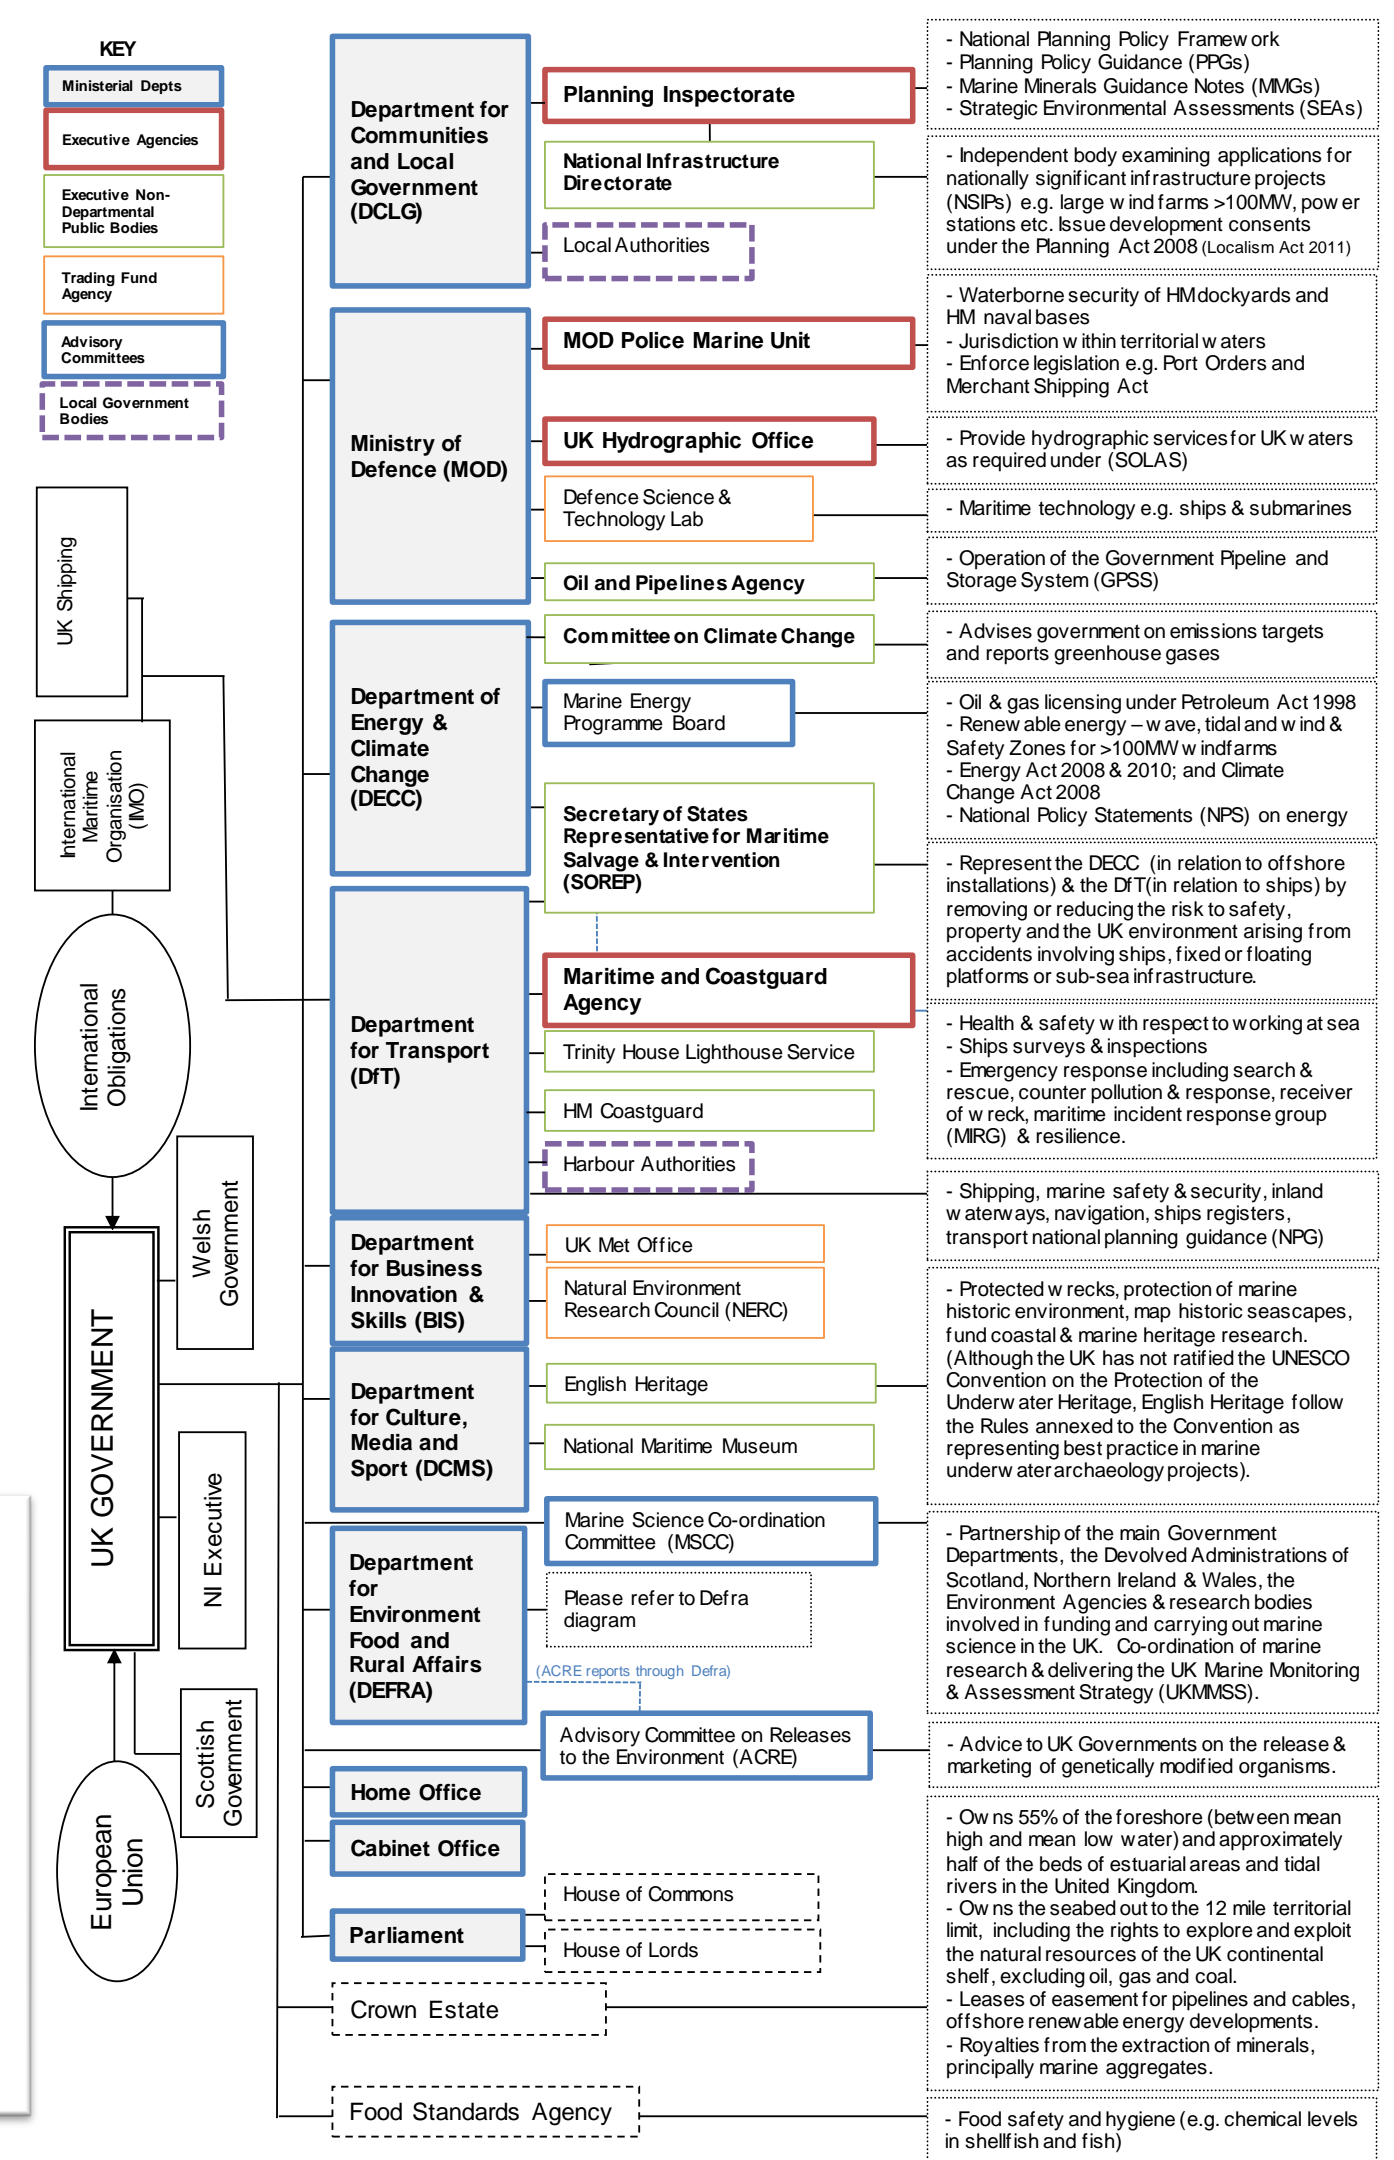 KEY
Ministerial Depts
Executive Agencies
Executive Non-
Departmental
Public Bodies
Trading Fund
Agency
Advisory
Committees
Local Government
Bodies
UK Shipping
International
Maritime
Organisation
(IMO)
International
Obligations
Welsh
Government
UK GOVERNMENT
NI Executive
Scottish
Government
European
Union
Department for
Communities
and Local
Government
(DCLG)
Planning Inspectorate
National Infrastructure
Directorate
Local Authorities
- National Planning Policy Framework
- Planning Policy Guidance (PPGs)
- Marine Minerals Guidance Notes (MMGs)
- Strategic Environmental Assessments (SEAs)
- Independent body examining applications for
nationally significant infrastructure projects
(NSIPs) e.g. large wind farms >100MW, power
stations etc. Issue development consents
under the Planning Act 2008 (Localism Act 2011)
Ministry of
Defence (MOD)
MOD Police Marine Unit
UK Hydrographic Office
Defence Science &
Technology Lab
Oil and Pipelines Agency
- Waterborne security of HM dockyards and
HM naval bases
- Jurisdiction within territorial waters
- Enforce legislation e.g. Port Orders and
Merchant Shipping Act
- Provide hydrographic services for UK waters
as required under (SOLAS)
- Maritime technology e.g. ships & submarines
- Operation of the Government Pipeline and
Storage System (GPSS)
Department of
Energy &
Climate
Change
(DECC)
Committee on Climate Change
Marine Energy
Programme Board
Secretary of States
Representative for Maritime
Salvage & Intervention
(SOREP)
- Advises government on emissions targets
and reports greenhouse gases
- Oil & gas licensing under Petroleum Act 1998
- Renewable energy – wave, tidal and wind &
Safety Zones for >100MW windfarms
- Energy Act 2008 & 2010; and Climate
Change Act 2008
- National Policy Statements (NPS) on energy
- Represent the DECC (in relation to offshore
installations) & the DfT(in relation to ships) by
removing or reducing the risk to safety,
property and the UK environment arising from
accidents involving ships, fixed or floating
platforms or sub-sea infrastructure.
Department
for Transport
(DfT)
Maritime and Coastguard
Agency
Trinity House Lighthouse Service
HM Coastguard
Harbour Authorities
- Health & safety with respect to working at sea
- Ships surveys & inspections
- Emergency response including search &
rescue, counter pollution & response, receiver
of wreck, maritime incident response group
(MIRG) & resilience.
- Shipping, marine safety & security, inland
waterways, navigation, ships registers,
transport national planning guidance (NPG)
Department
for Business
Innovation &
Skills (BIS)
UK Met Office
Natural Environment
Research Council (NERC)
Department
for Culture,
Media and
Sport (DCMS)
English Heritage
National Maritime Museum
- Protected wrecks, protection of marine
historic environment, map historic seascapes,
fund coastal & marine heritage research.
(Although the UK has not ratified the UNESCO
Convention on the Protection of the
Underwater Heritage, English Heritage follow
the Rules annexed to the Convention as
representing best practice in marine
underwater archaeology projects).
Marine Science Co-ordination
Committee (MSCC)
Department
for
Environment
Food and
Rural Affairs
(DEFRA)
Please refer to Defra
diagram
(ACRE reports through Defra)
Advisory Committee on Releases
to the Environment (ACRE)
- Partnership of the main Government
Departments, the Devolved Administrations of
Scotland, Northern Ireland & Wales, the
Environment Agencies & research bodies
involved in funding and carrying out marine
science in the UK. Co-ordination of marine
research & delivering the UK Marine Monitoring
& Assessment Strategy (UKMMSS).
- Advice to UK Governments on the release &
marketing of genetically modified organisms.
Home Office
Cabinet Office
Parliament
House of Commons
House of Lords
Crown Estate
- Owns 55% of the foreshore (between mean
high and mean low water) and approximately
half of the beds of estuarial areas and tidal
rivers in the United Kingdom.
- Owns the seabed out to the 12 mile territorial
limit, including the rights to explore and exploit
the natural resources of the UK continental
shelf, excluding oil, gas and coal.
- Leases of easement for pipelines and cables,
offshore renewable energy developments.
- Royalties from the extraction of minerals,
principally marine aggregates.
Food Standards Agency
- Food safety and hygiene (e.g. chemical levels
in shellfish and fish)